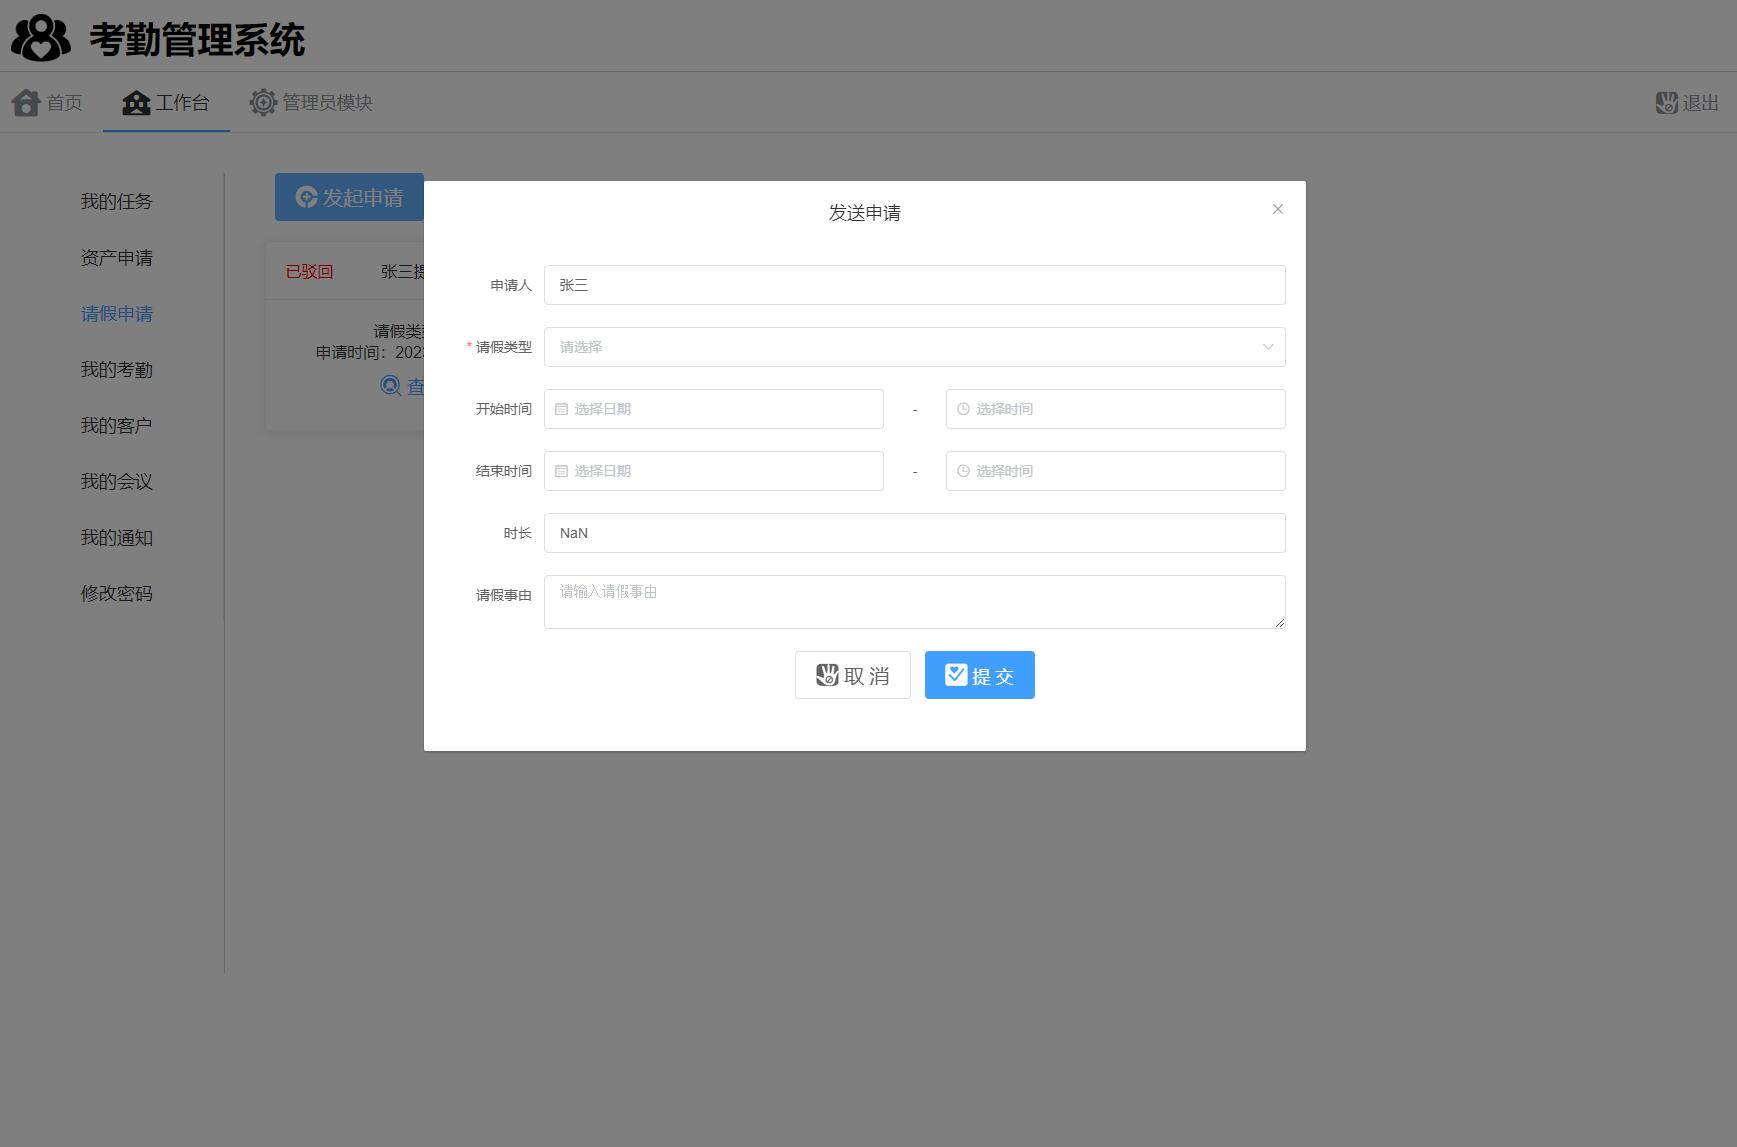 考勤管理系统
首页
工作台
管理员模块
退出
我的任务
资产申请
请假申请
我的考勤
我的客户
我的会议
我的通知
修改密码
发起申请
已驳回 张三提
请假类
申请时间：202
查
发送申请
申请人 张三
* 请假类型 请选择
开始时间 选择日期 - 选择时间
结束时间 选择日期 - 选择时间
时长 NaN
请假事由 请输入请假事由
取 消
提 交